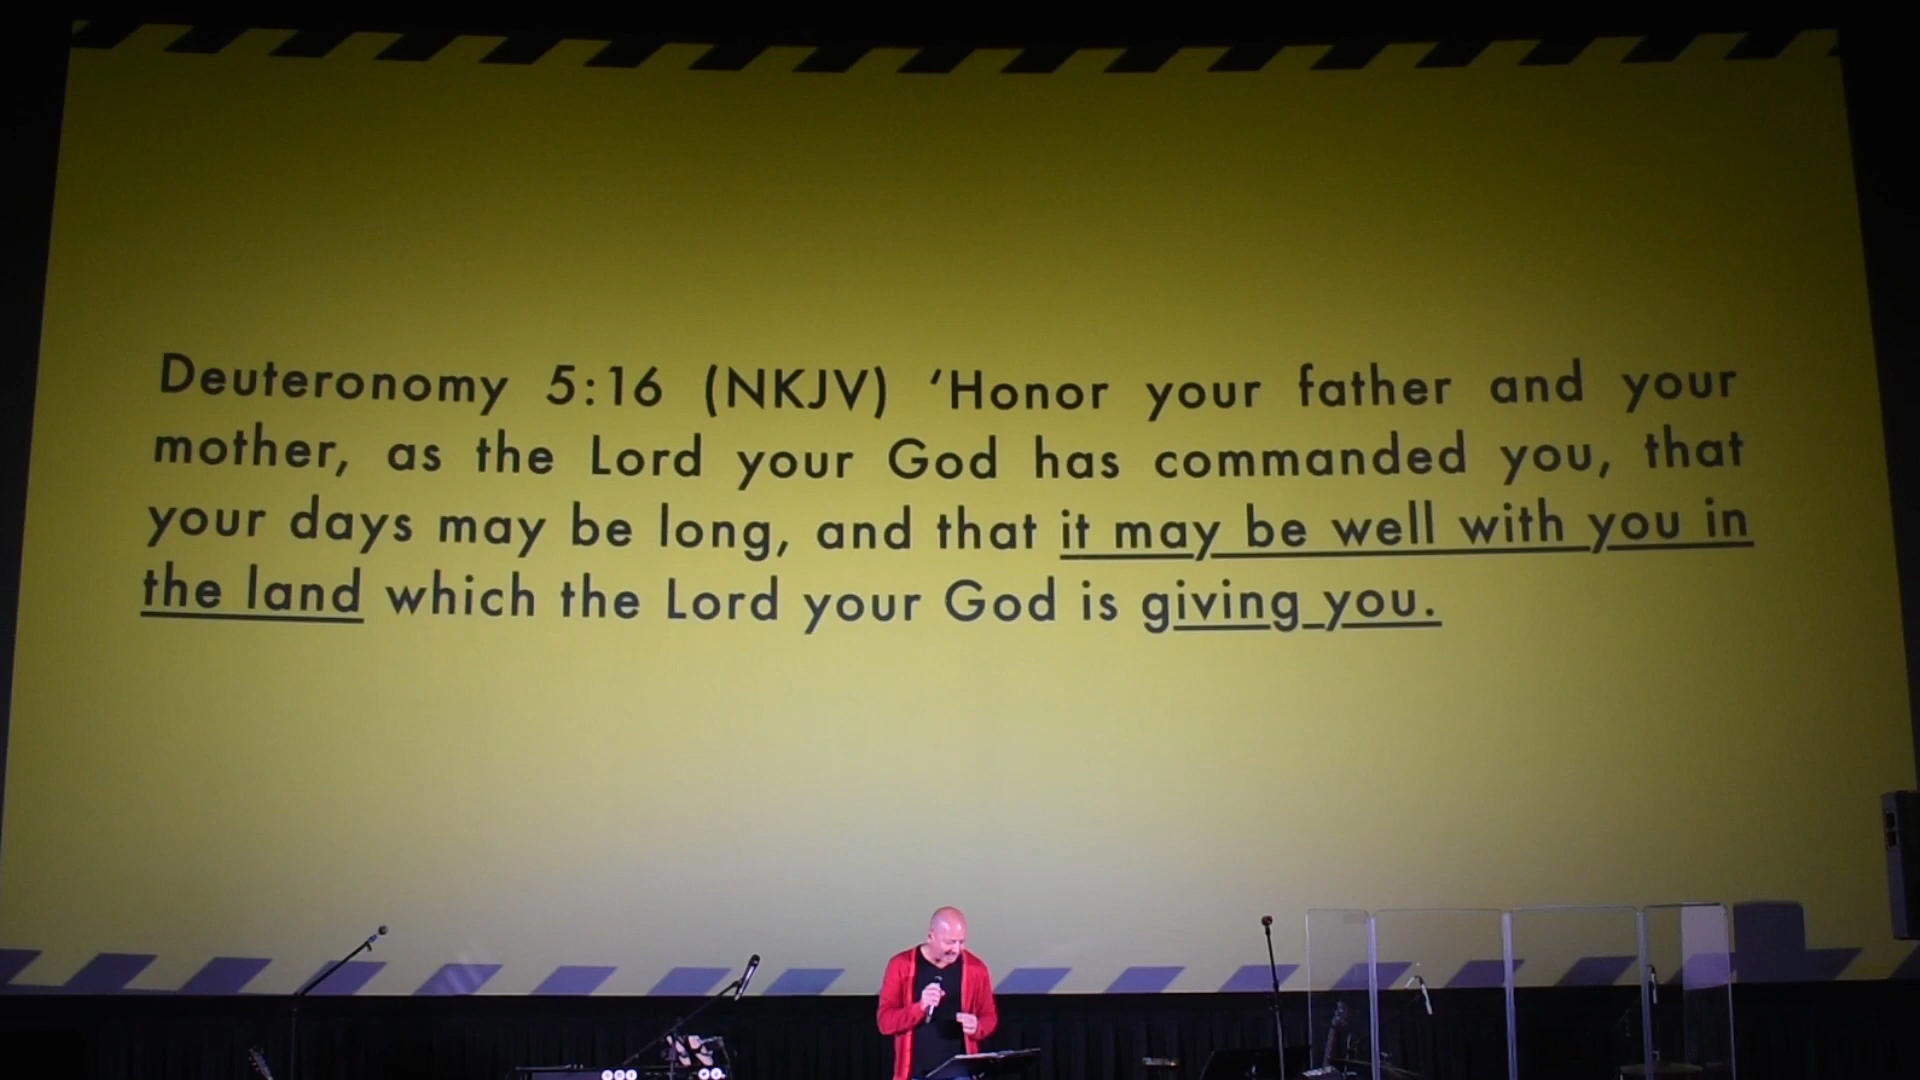 Deuteronomy 5:16 (NKJV) ‘Honor your father and your
mother, as the Lord your God has commanded you, that
your days may be long, and that it may be well with you in
the land which the Lord your God is giving you.